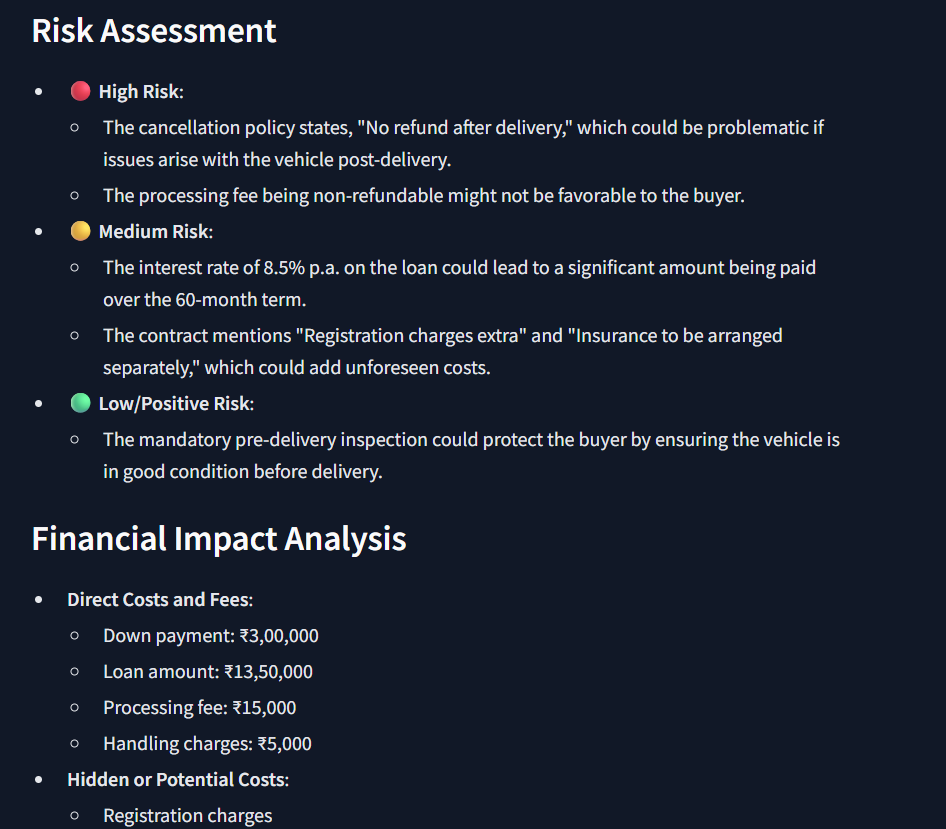 Risk Assessment
High Risk:
The cancellation policy states, "No refund after delivery," which could be problematic if
issues arise with the vehicle post-delivery.
The processing fee being non-refundable might not be favorable to the buyer.
Medium Risk:
The interest rate of 8.5% p.a. on the loan could lead to a significant amount being paid
over the 60-month term.
The contract mentions "Registration charges extra" and "Insurance to be arranged
separately," which could add unforeseen costs.
Low/Positive Risk:
The mandatory pre-delivery inspection could protect the buyer by ensuring the vehicle is
in good condition before delivery.
Financial Impact Analysis
Direct Costs and Fees:
Down payment: ₹3,00,000
Loan amount: ₹13,50,000
Processing fee: ₹15,000
Handling charges: ₹5,000
Hidden or Potential Costs:
Registration charges